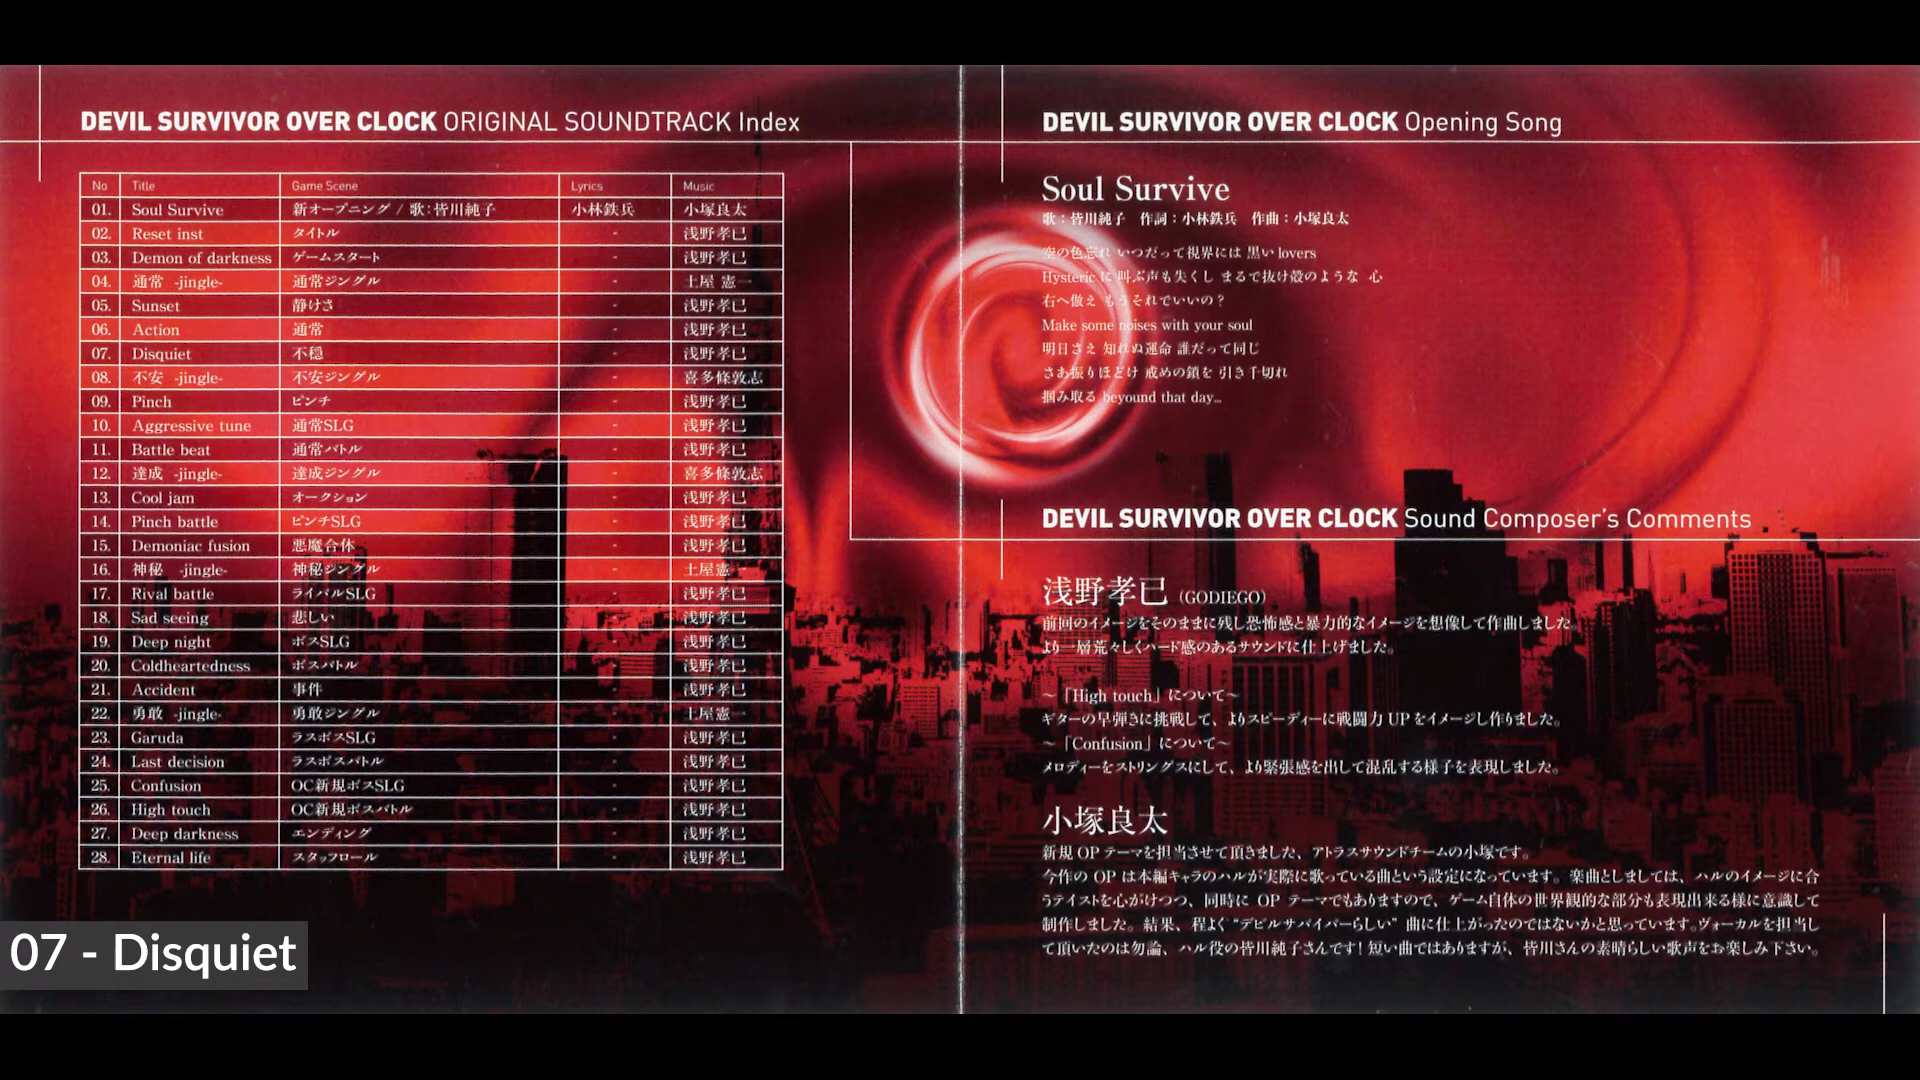 DEVIL SURVIVOR OVER CLOCK ORIGINAL SOUNDTRACK Index
No Title Game Scene Lyrics Music
01. Soul Survive 新オープニング / 歌:皆川純子 小林鉄兵 小塚良太
02. Reset inst タイトル - 浅野孝已
03. Demon of darkness ゲームスタート - 浅野孝已
04. 通常 -jingle- 通常ジングル - 土屋 憲一
05. Sunset 静けさ - 浅野孝已
06. Action 通常 - 浅野孝已
07. Disquiet 不穏 - 浅野孝已
08. 不安 -jingle- 不安ジングル - 喜多條敦志
09. Pinch ピンチ - 浅野孝已
10. Aggressive tune 通常SLG - 浅野孝已
11. Battle beat 通常バトル - 浅野孝已
12. 達成 -jingle- 達成ジングル - 喜多條敦志
13. Cool jam オークション - 浅野孝已
14. Pinch battle ピンチSLG - 浅野孝已
15. Demoniac fusion 悪魔合体 - 浅野孝已
16. 神秘 -jingle- 神秘ジングル - 土屋憲一
17. Rival battle ライバルSLG - 浅野孝已
18. Sad seeing 悲しい - 浅野孝已
19. Deep night ボスSLG - 浅野孝已
20. Coldheartedness ボスバトル - 浅野孝已
21. Accident 事件 - 浅野孝已
22. 勇敢 -jingle- 勇敢ジングル - 土屋憲一
23. Garuda ラスボスSLG - 浅野孝已
24. Last decision ラスボスバトル - 浅野孝已
25. Confusion OC新規ボスSLG - 浅野孝已
26. High touch OC新規ボスバトル - 浅野孝已
27. Deep darkness エンディング - 浅野孝已
28. Eternal life スタッフロール - 浅野孝已
07 - Disquiet
DEVIL SURVIVOR OVER CLOCK Opening Song
Soul Survive
歌:皆川純子 作詞:小林鉄兵 作曲:小塚良太
空の色忘れ いつだって視界には 黒い lovers
Hysteric に 叫ぶ声も失くし まるで抜け殻のような 心
右へ倣え もうそれでいいの?
Make some noises with your soul
明日さえ 知れぬ運命 誰だって同じ
さあ振りほどけ 戒めの鎖を 引き千切れ
掴み取る beyound that day...
DEVIL SURVIVOR OVER CLOCK Sound Composer's Comments
浅野孝已 (GODIEGO)
前回のイメージをそのままに残し恐怖感と暴力的なイメージを想像して作曲しました。
より一層荒々しくハード感のあるサウンドに仕上げました。
〜「High touch」について〜
ギターの早弾きに挑戦して、よりスピーディーに戦闘力 UP をイメージし作りました。
〜「Confusion」について〜
メロディーをストリングスにして、より緊張感を出して混乱する様子を表現しました。
小塚良太
新規 OP テーマを担当させて頂きました、アトラスサウンドチームの小塚です。
今作の OP は本編キャラのハルが実際に歌っている曲という設定になっています。楽曲としましては、ハルのイメージに合
うテイストを心がけつつ、同時に OP テーマでもありますので、ゲーム自体の世界観的な部分も表現出来る様に意識して
制作しました。結果、程よく“デビルサバイバーらしい” 曲に仕上がったのではないかと思っています。ヴォーカルを担当し
て頂いたのは勿論、ハル役の皆川純子さんです! 短い曲ではありますが、皆川さんの素晴らしい歌声をお楽しみ下さい。